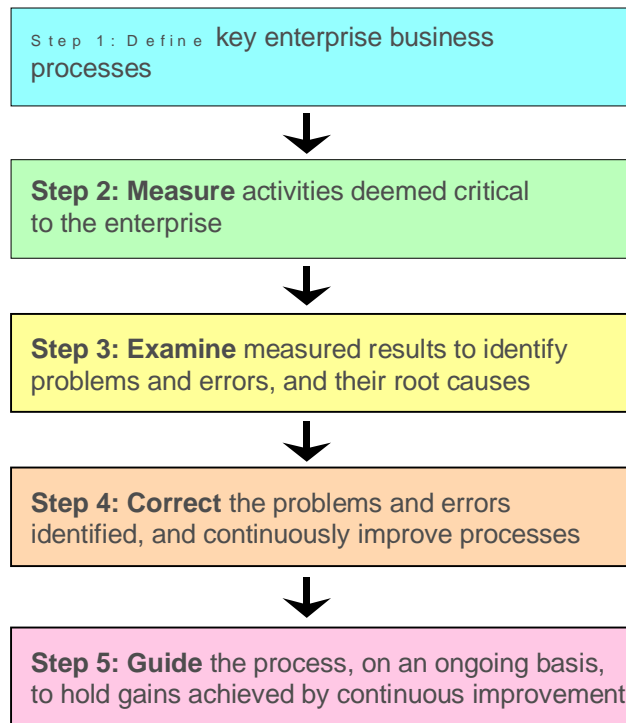 Step 1: Define key enterprise business
processes
Step 2: Measure activities deemed critical
to the enterprise
Step 3: Examine measured results to identify
problems and errors, and their root causes
Step 4: Correct the problems and errors
identified, and continuously improve processes
Step 5: Guide the process, on an ongoing basis,
to hold gains achieved by continuous improvement